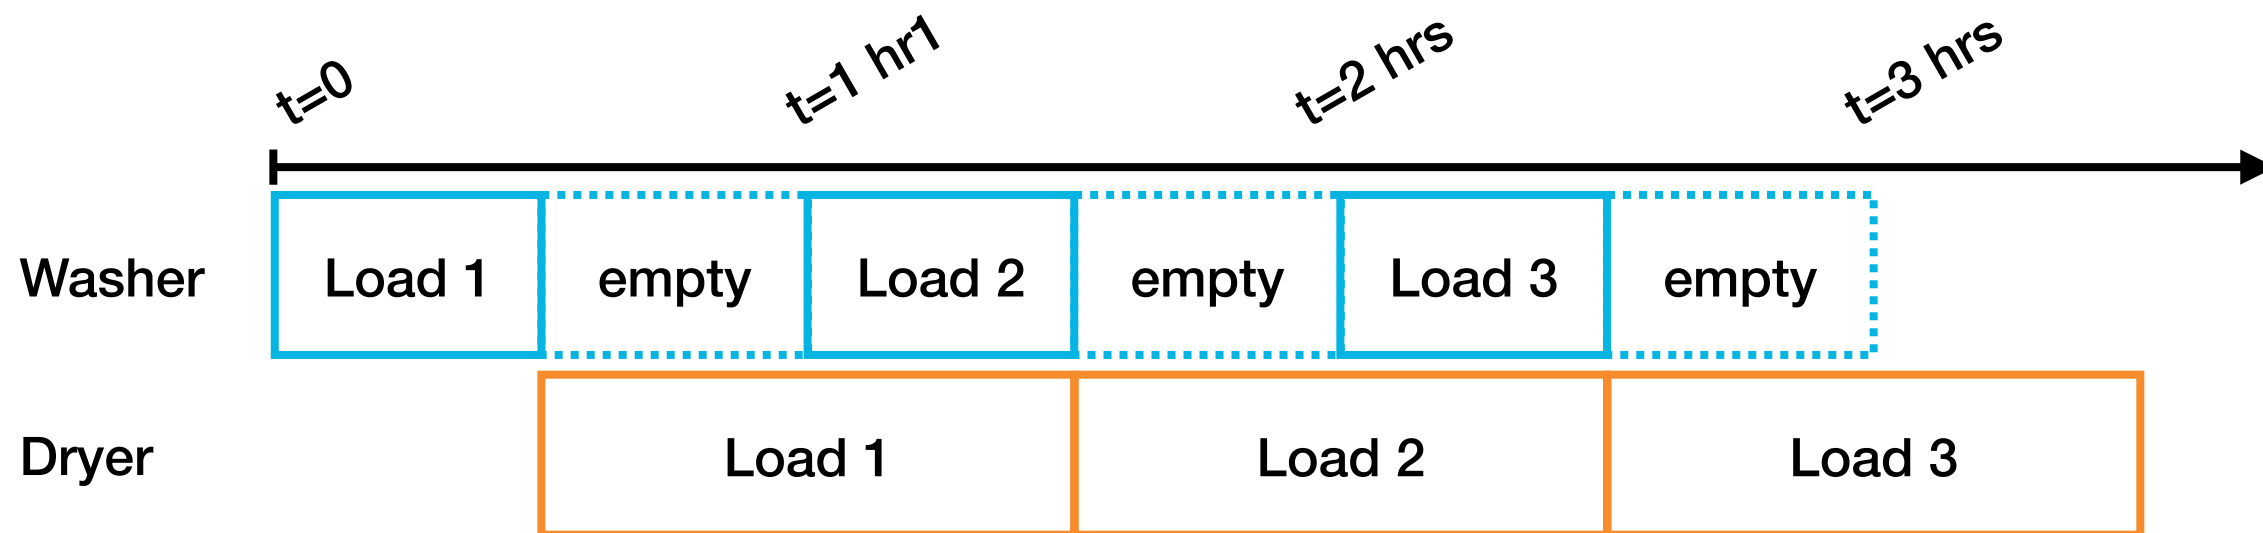 t=0 t=1 hr1 t=2 hrs t=3 hrs
Washer Load 1 empty Load 2 empty Load 3 empty
Dryer Load 1 Load 2 Load 3